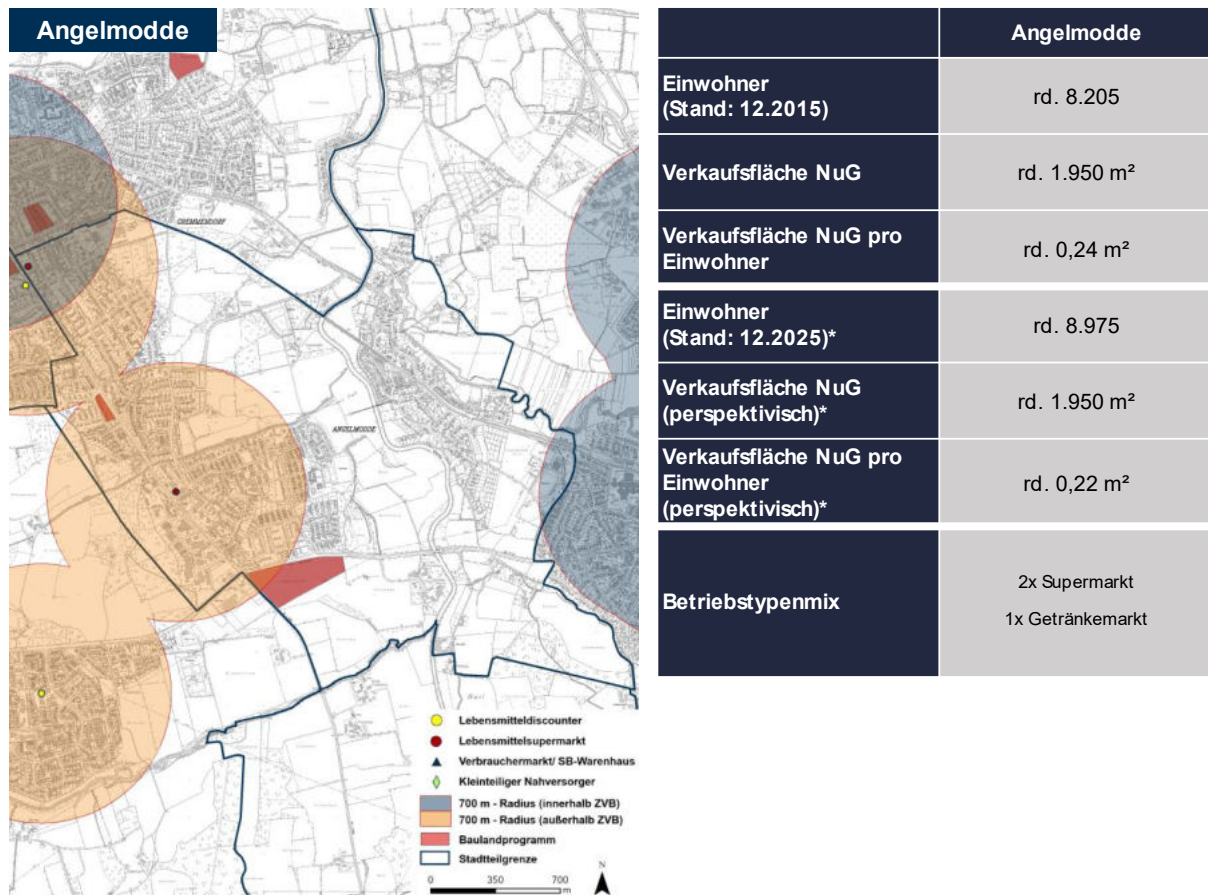 Angelmodde
CREMMENDORF
ANGELMODDE
Lebensmitteldiscounter
Lebensmittelsupermarkt
Verbrauchermarkt/ SB-Warenhaus
Kleinteiliger Nahversorger
700 m - Radius (innerhalb ZVB)
700 m - Radius (außerhalb ZVB)
Baulandprogramm
Stadtteilgrenze
0 350 700
m
N
Angelmodde
Einwohner
(Stand: 12.2015)
rd. 8.205
Verkaufsfläche NuG
rd. 1.950 m²
Verkaufsfläche NuG pro
Einwohner
rd. 0,24 m²
Einwohner
(Stand: 12.2025)*
rd. 8.975
Verkaufsfläche NuG
(perspektivisch)*
rd. 1.950 m²
Verkaufsfläche NuG pro
Einwohner
(perspektivisch)*
rd. 0,22 m²
Betriebstypenmix
2x Supermarkt
1x Getränkemarkt